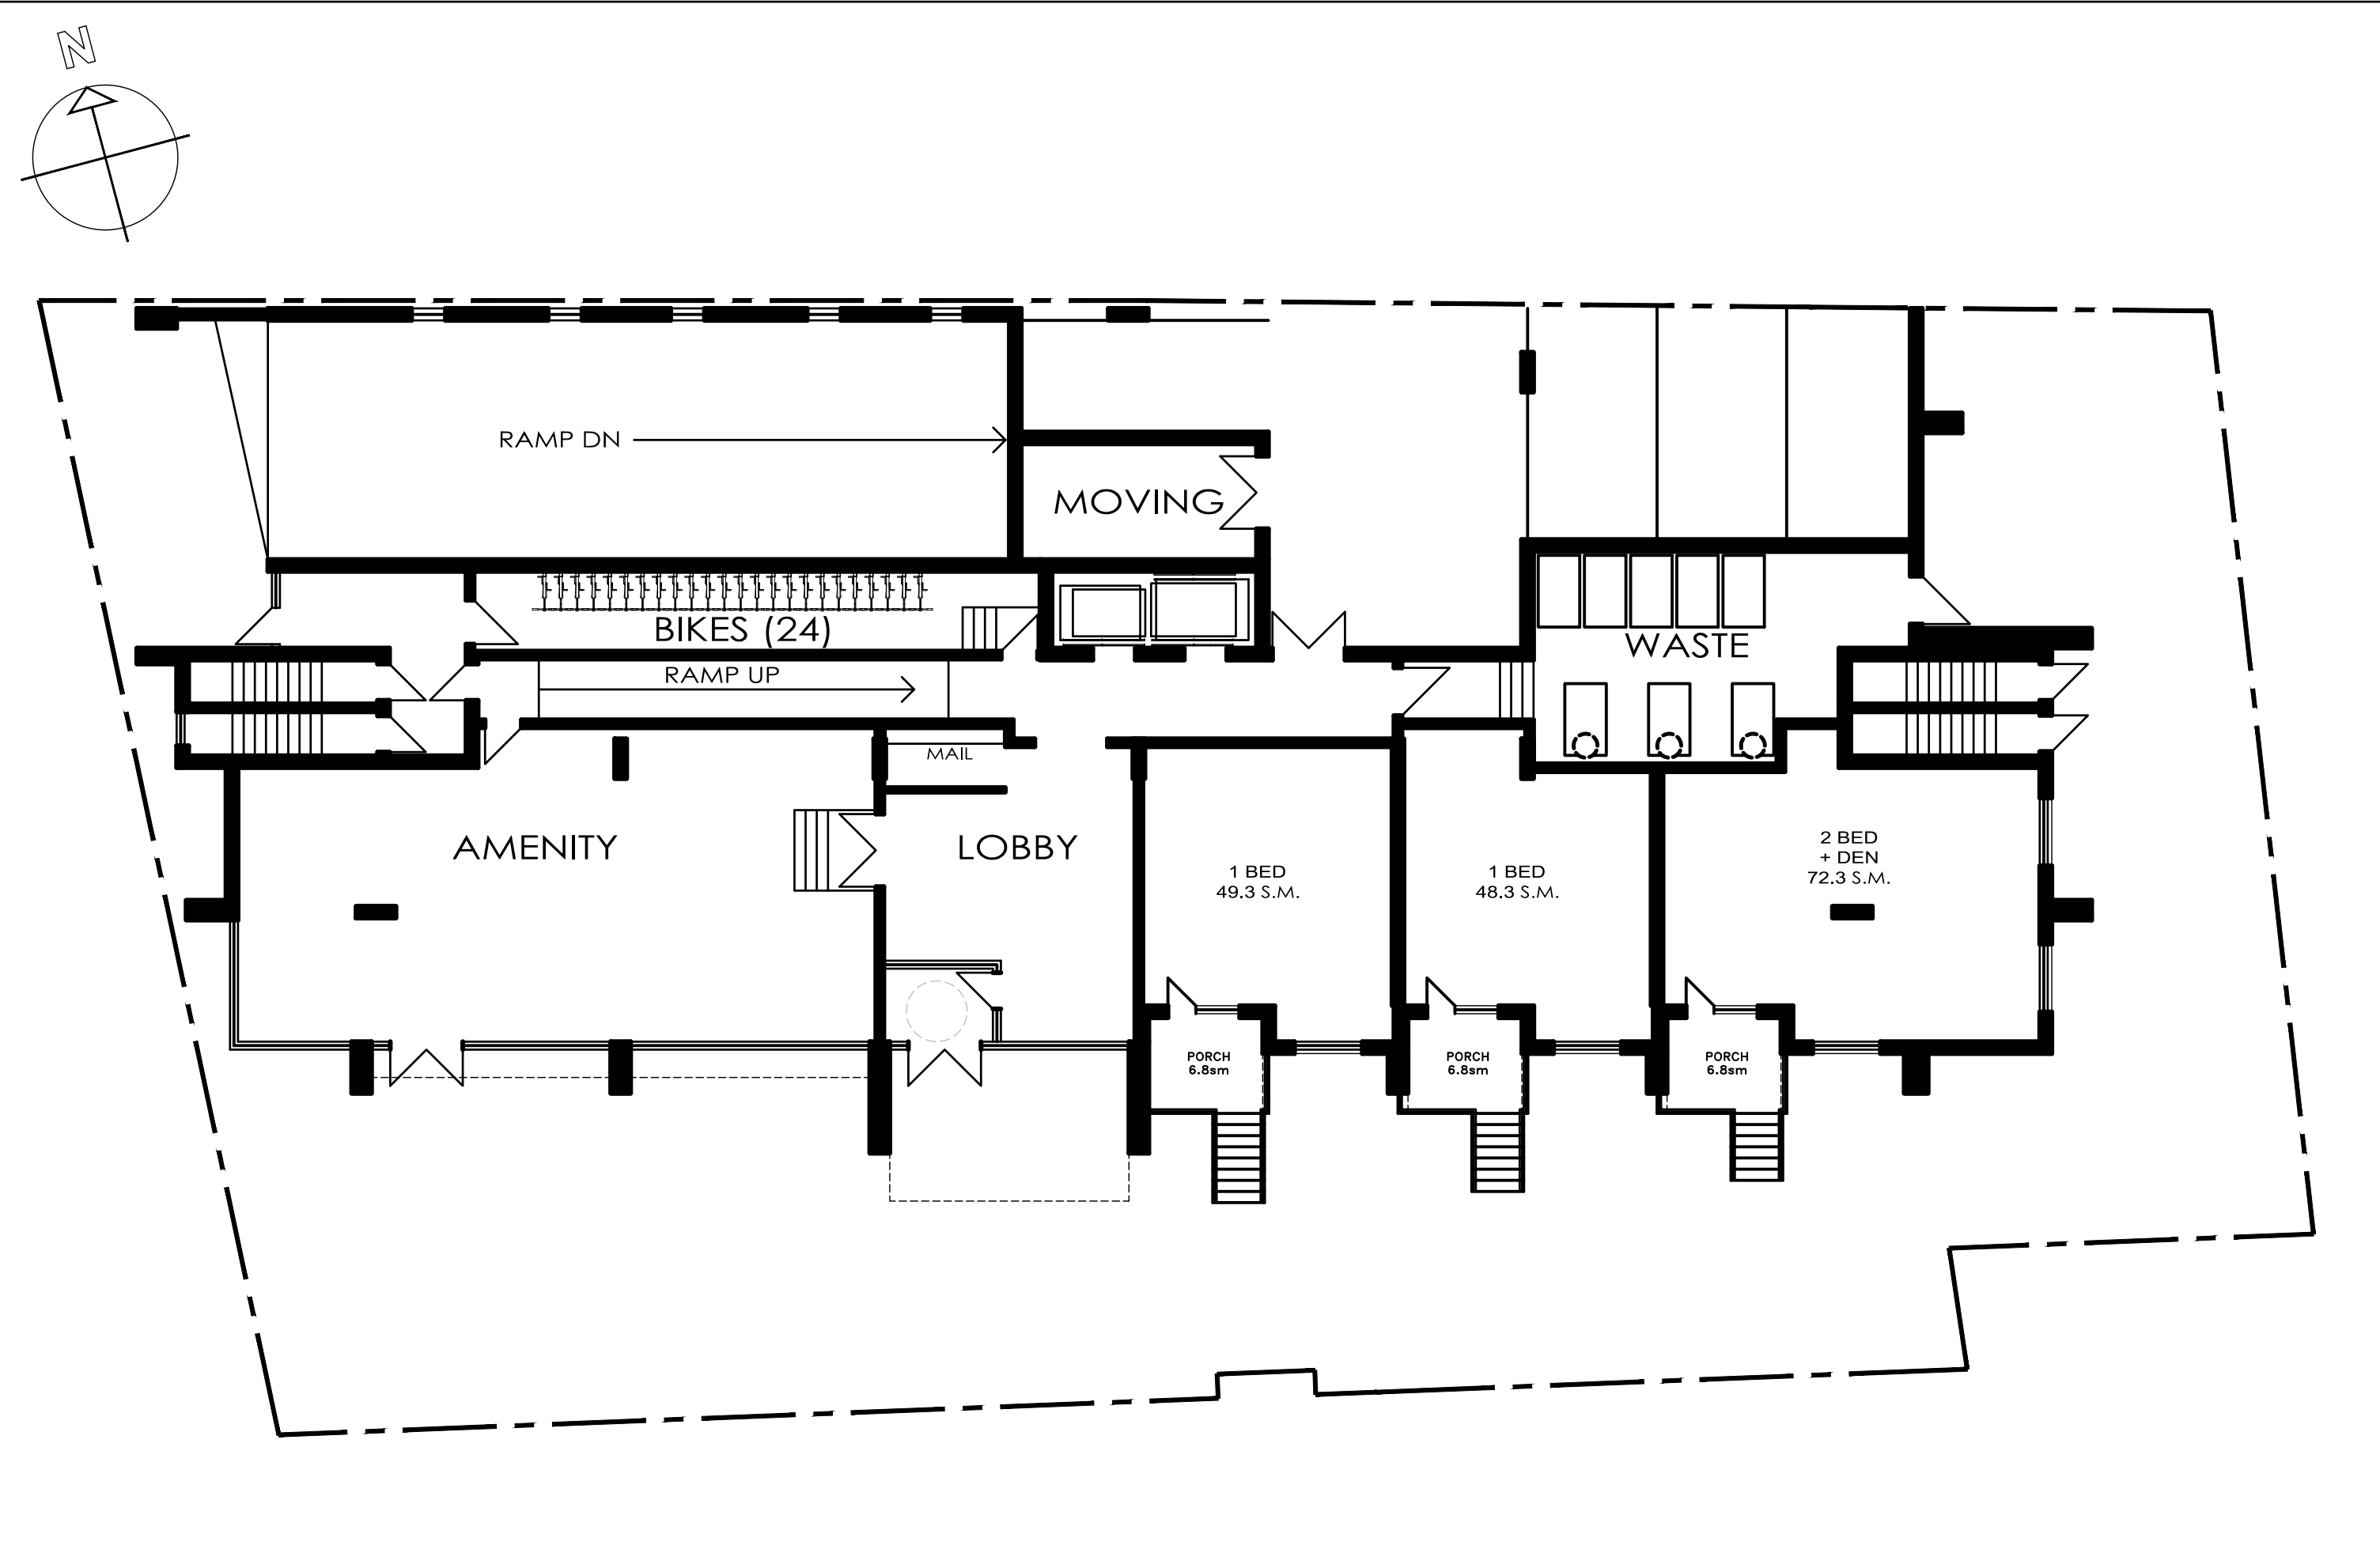 N
RAMP DN
MOVING
BIKES (24)
WASTE
RAMP UP
MAIL
AMENITY
LOBBY
1 BED
49.3 S.M.
1 BED
48.3 S.M.
2 BED
+ DEN
72.3 S.M.
PORCH
6.8sm
PORCH
6.8sm
PORCH
6.8sm